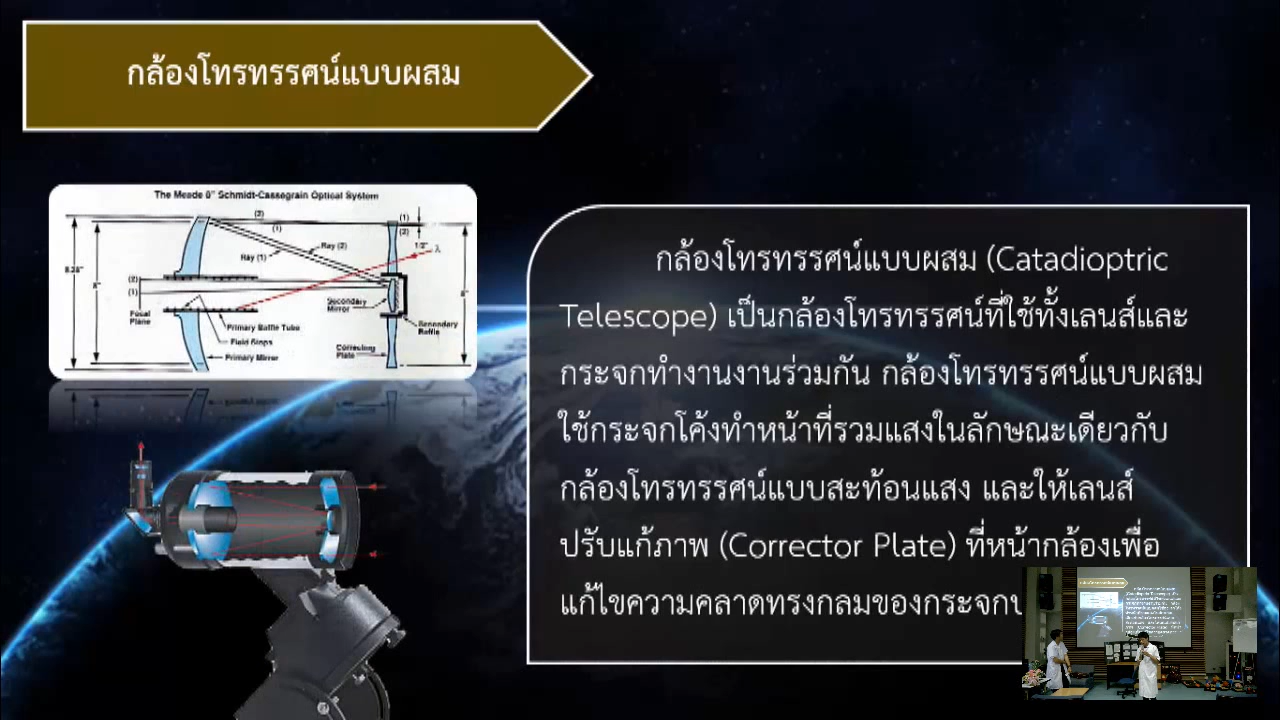 กล้องโทรทรรศน์แบบผสม
The Meade 8" Schmidt-Cassegrain Optical System
(2)
(1)
(1)
(2)
Ray (2)
Ray (1)
1/2"
λ
8.25"
8"
(2)
(1)
8"
Focal
Plane
Secondary
Mirror
Primary Baffle Tube
Secondary
Baffle
Field Stops
Primary Mirror
Correcting
Plate
กล้องโทรทรรศน์แบบผสม (Catadioptric
Telescope) เป็นกล้องโทรทรรศน์ที่ใช้ทั้งเลนส์และ
กระจกทำงานงานร่วมกัน กล้องโทรทรรศน์แบบผสม
ใช้กระจกโค้งทำหน้าที่รวมแสงในลักษณะเดียวกับ
กล้องโทรทรรศน์แบบสะท้อนแสง และให้เลนส์
ปรับแก้ภาพ (Corrector Plate) ที่หน้ากล้องเพื่อ
แก้ไขความคลาดทรงกลมของกระจก